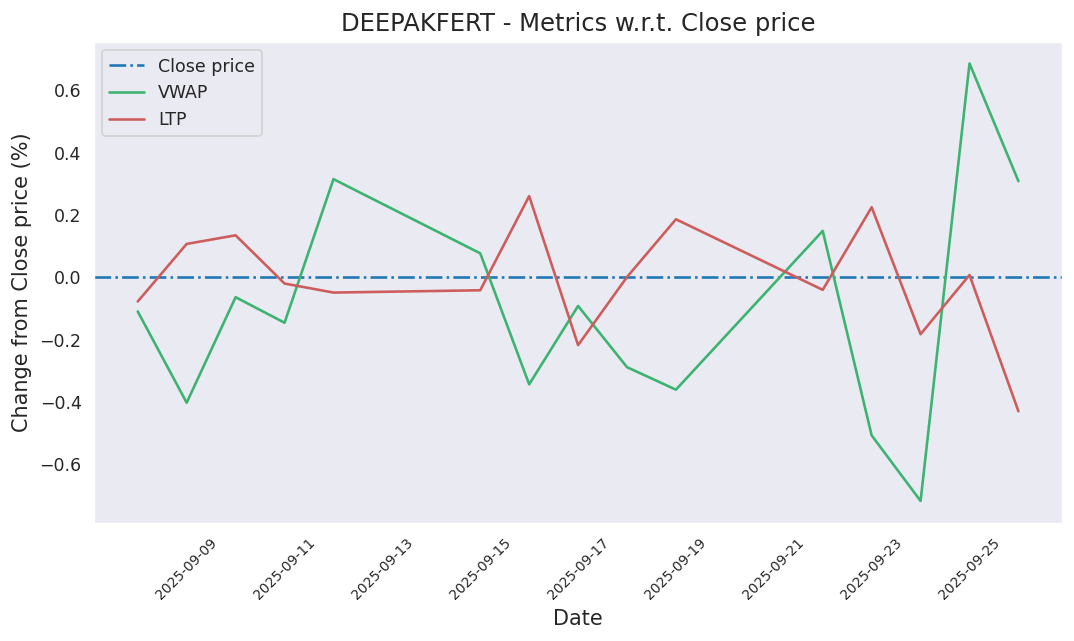 DEEPAKFERT - Metrics w.r.t. Close price
Close price
VWAP
LTP
Change from Close price (%)
0.6
0.4
0.2
0.0
−0.2
−0.4
−0.6
2025-09-09
2025-09-11
2025-09-13
2025-09-15
2025-09-17
2025-09-19
2025-09-21
2025-09-23
2025-09-25
Date